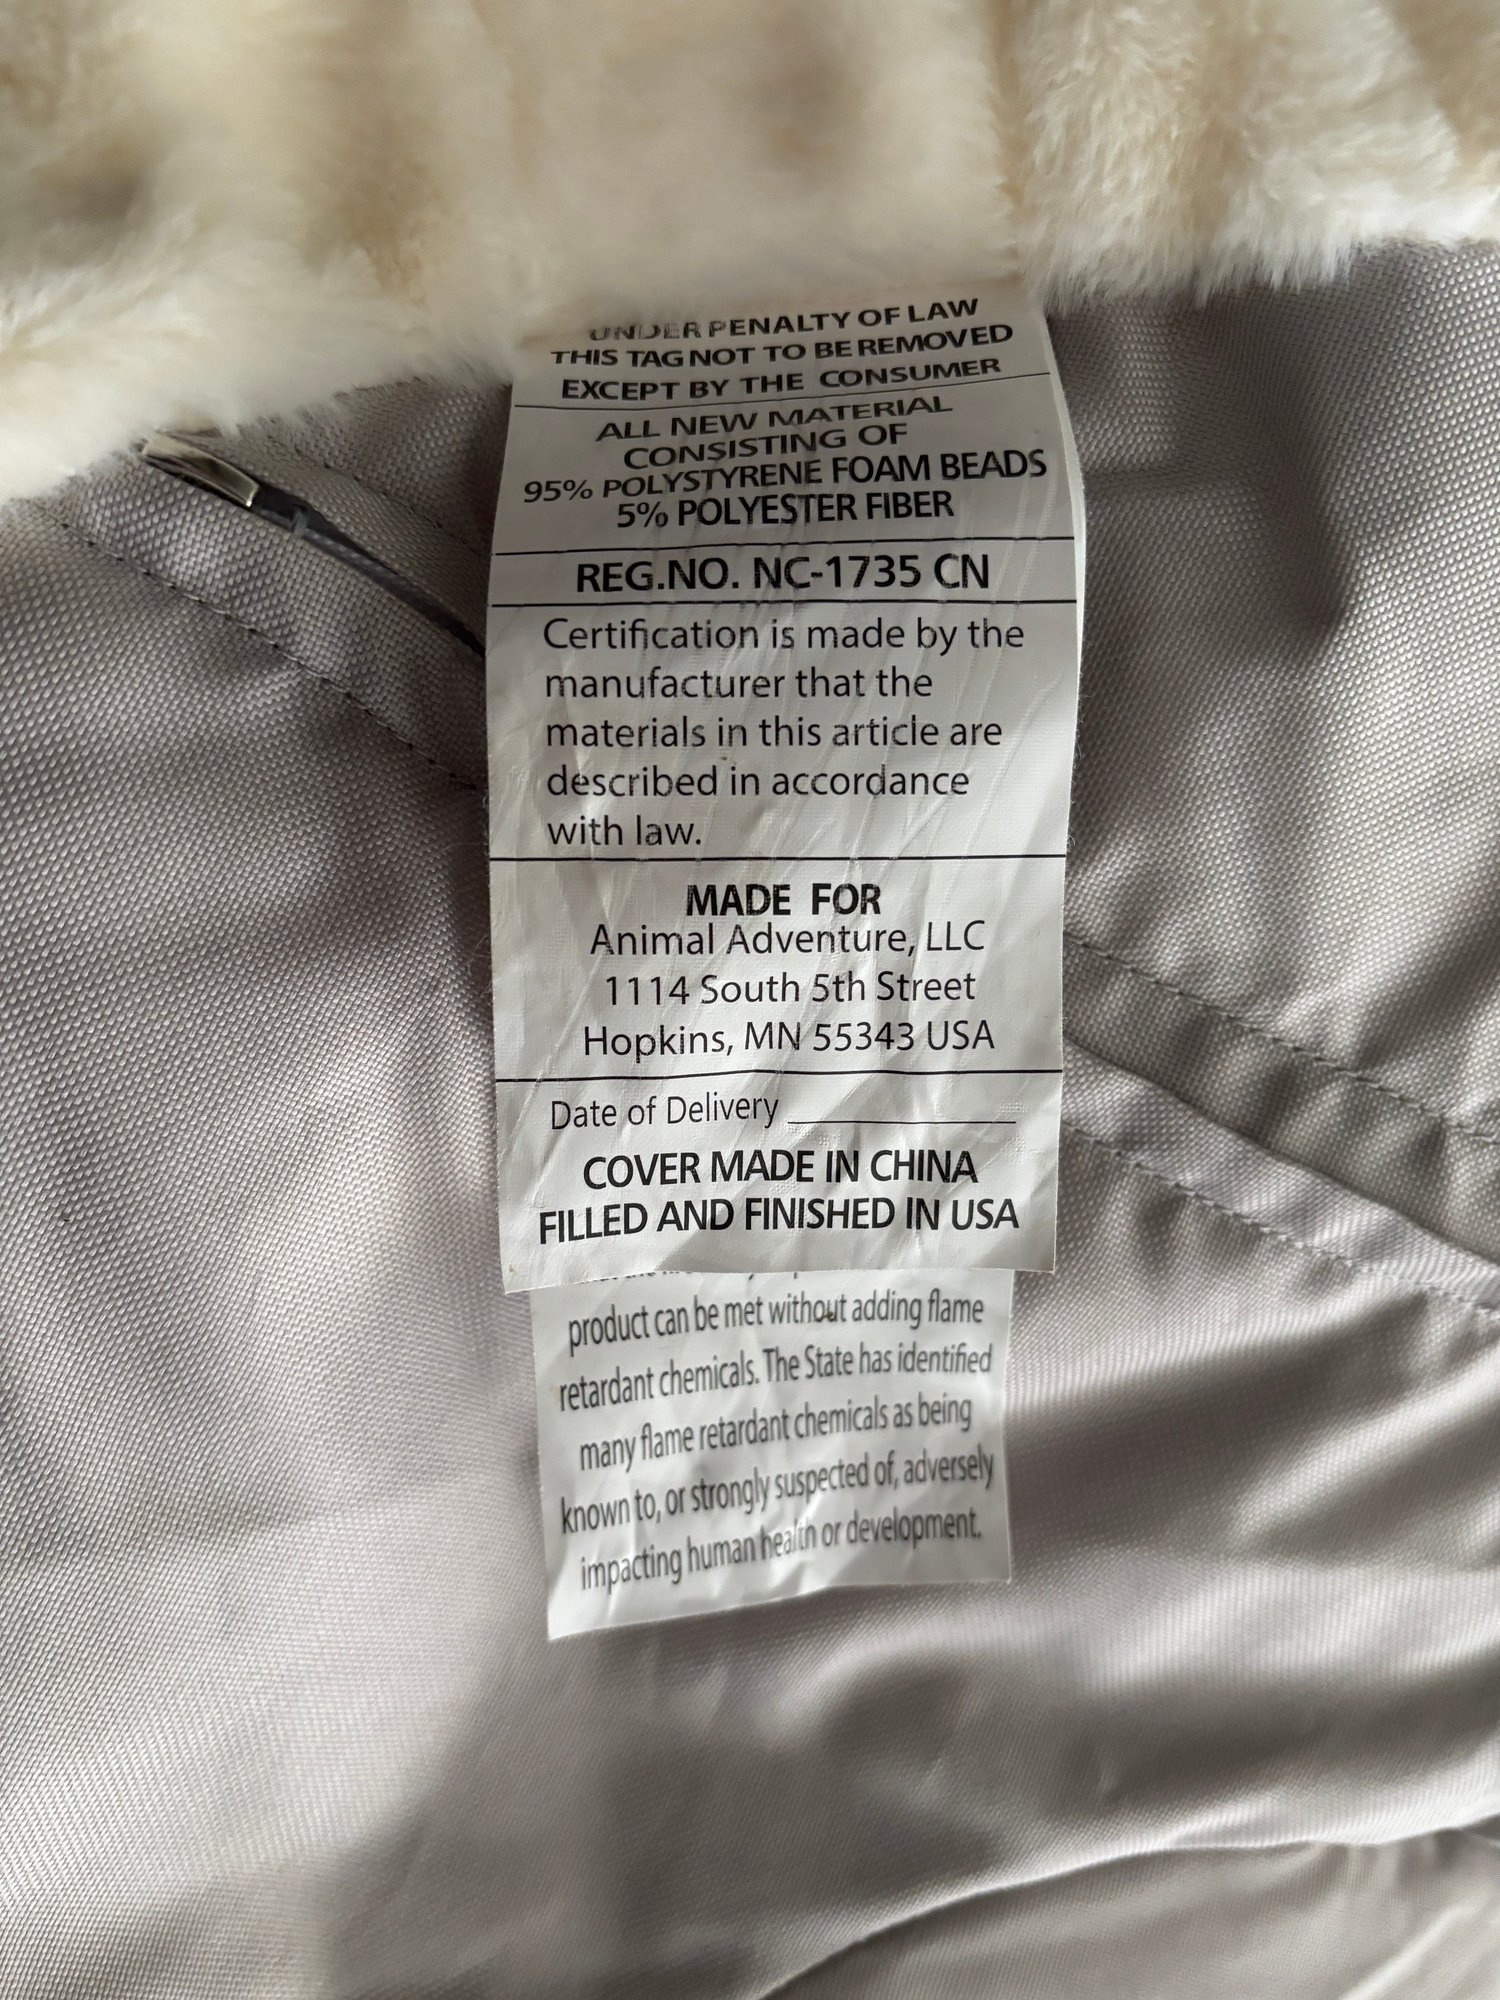 UNDER PENALTY OF LAW
THIS TAG NOT TO BE REMOVED
EXCEPT BY THE CONSUMER
ALL NEW MATERIAL
CONSISTING OF
95% POLYSTYRENE FOAM BEADS
5% POLYESTER FIBER
REG.NO. NC-1735 CN
Certification is made by the
manufacturer that the
materials in this article are
described in accordance
with law.
MADE FOR
Animal Adventure, LLC
1114 South 5th Street
Hopkins, MN 55343 USA
Date of Delivery
COVER MADE IN CHINA
FILLED AND FINISHED IN USA
product can be met without adding flame
retardant chemicals. The State has identified
many flame retardant chemicals as being
known to, or strongly suspected of, adversely
impacting human health or development.